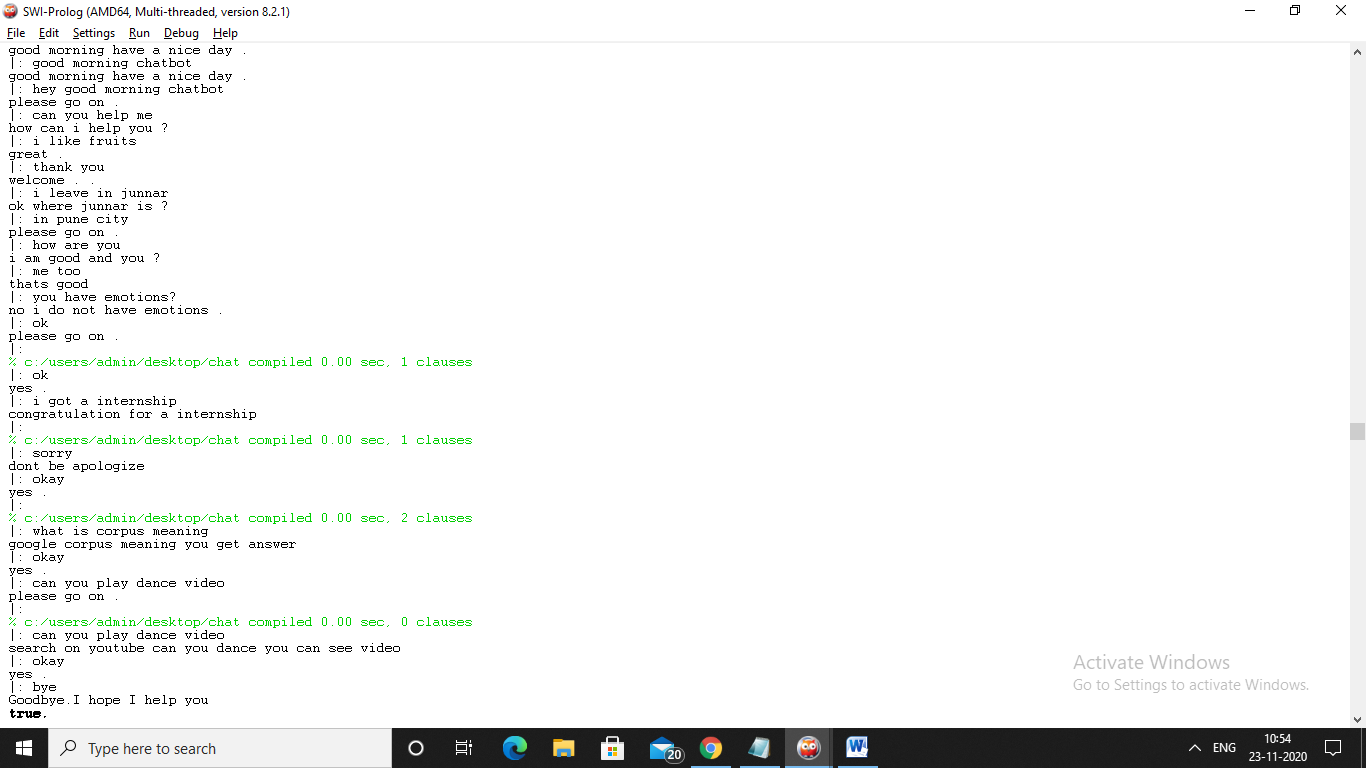 SWI-Prolog (AMD64, Multi-threaded, version 8.2.1)
File Edit Settings Run Debug Help
good morning have a nice day .
|: good morning chatbot
good morning have a nice day .
|: hey good morning chatbot
please go on .
|: can you help me
how can i help you ?
|: i like fruits
great .
|: thank you
welcome . .
|: i leave in junnar
ok where junnar is ?
|: in pune city
please go on .
|: how are you
i am good and you ?
|: me too
thats good
|: you have emotions?
no i do not have emotions .
|: ok
please go on .
|:
% c:/users/admin/desktop/chat compiled 0.00 sec, 1 clauses
|: ok
yes .
|: i got a internship
congratulation for a internship
|:
% c:/users/admin/desktop/chat compiled 0.00 sec, 1 clauses
|: sorry
dont be apologize
|: okay
yes .
|:
% c:/users/admin/desktop/chat compiled 0.00 sec, 2 clauses
|: what is corpus meaning
google corpus meaning you get answer
|: okay
yes .
|: can you play dance video
please go on .
|:
% c:/users/admin/desktop/chat compiled 0.00 sec, 0 clauses
|: can you play dance video
search on youtube can you dance you can see video
|: okay
yes .
|: bye
Goodbye.I hope I help you
true.
Activate Windows
Go to Settings to activate Windows.
Type here to search
20
W
ENG
10:54
23-11-2020